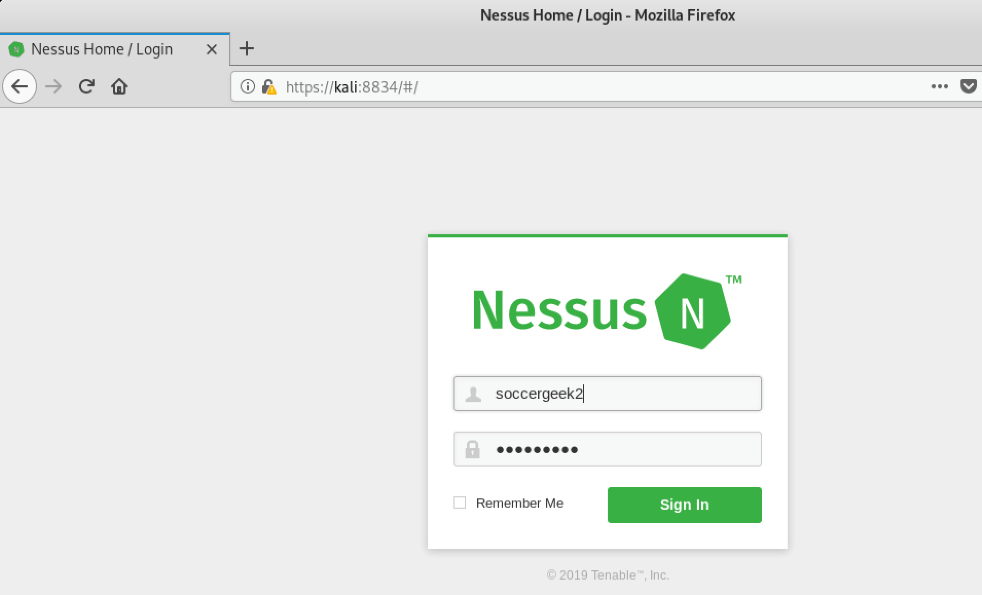 Nessus Home / Login - Mozilla Firefox
Nessus Home / Login
https://kali:8834/#/
Nessus N ™
soccergeek2
•••••••••
Remember Me Sign In
© 2019 Tenable™, Inc.